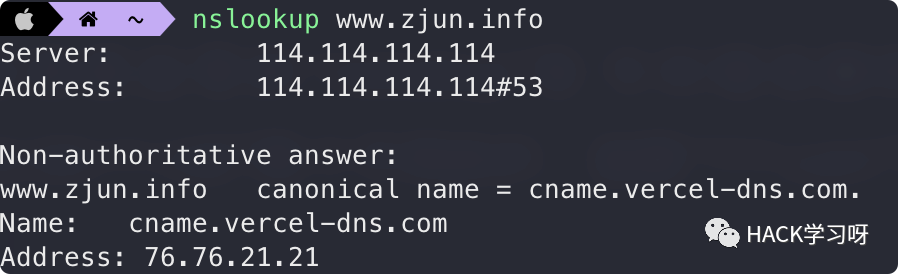 ~ nslookup www.zjun.info
Server: 114.114.114.114
Address: 114.114.114.114#53
Non-authoritative answer:
www.zjun.info canonical name = cname.vercel-dns.com.
Name: cname.vercel-dns.com
Address: 76.76.21.21
HACK学习呀